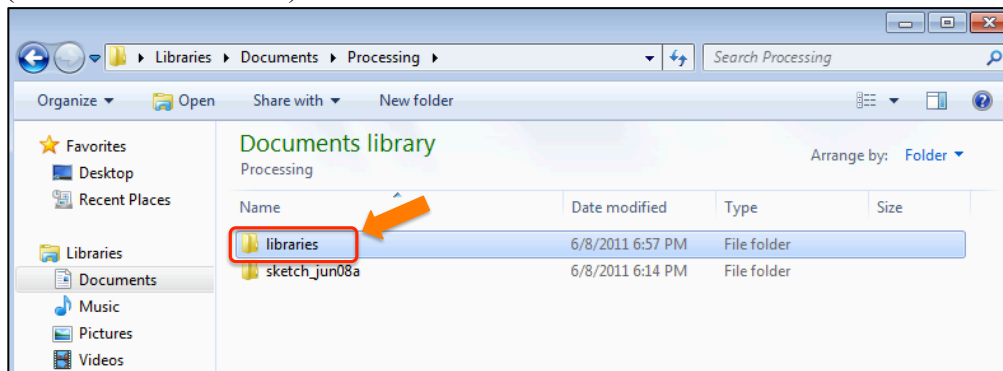 Libraries Documents Processing Search Processing
Organize Open Share with New folder
Favorites
Desktop
Recent Places
Libraries
Documents
Music
Pictures
Videos
Documents library
Processing
Arrange by: Folder
Name Date modified Type Size
libraries 6/8/2011 6:57 PM File folder
sketch_jun08a 6/8/2011 6:14 PM File folder